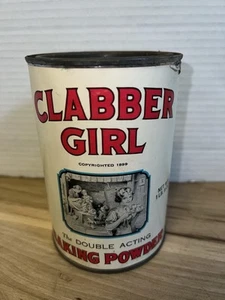 CLABBER
GIRL
COPYRIGHTED 1899
The DOUBLE ACTING
BAKING POWDER